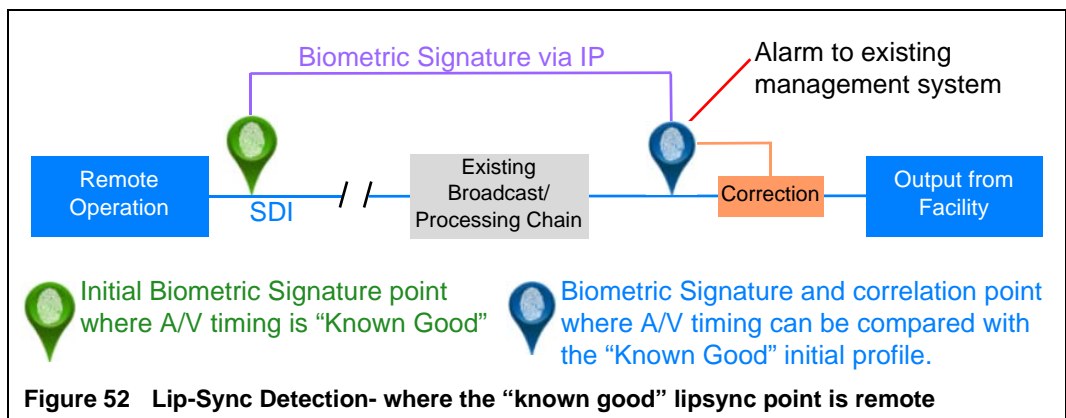 Biometric Signature via IP
Alarm to existing
management system
Remote
Operation
SDI
Existing
Broadcast/
Processing Chain
Correction
Output from
Facility
Initial Biometric Signature point
where A/V timing is “Known Good”
Biometric Signature and correlation point
where A/V timing can be compared with
the “Known Good” initial profile.
Figure 52 Lip-Sync Detection- where the “known good” lipsync point is remote